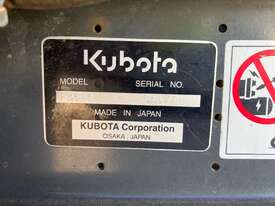 Kubota
MODEL SERIAL NO.
MADE IN JAPAN
KUBOTA Corporation
OSAKA, JAPAN